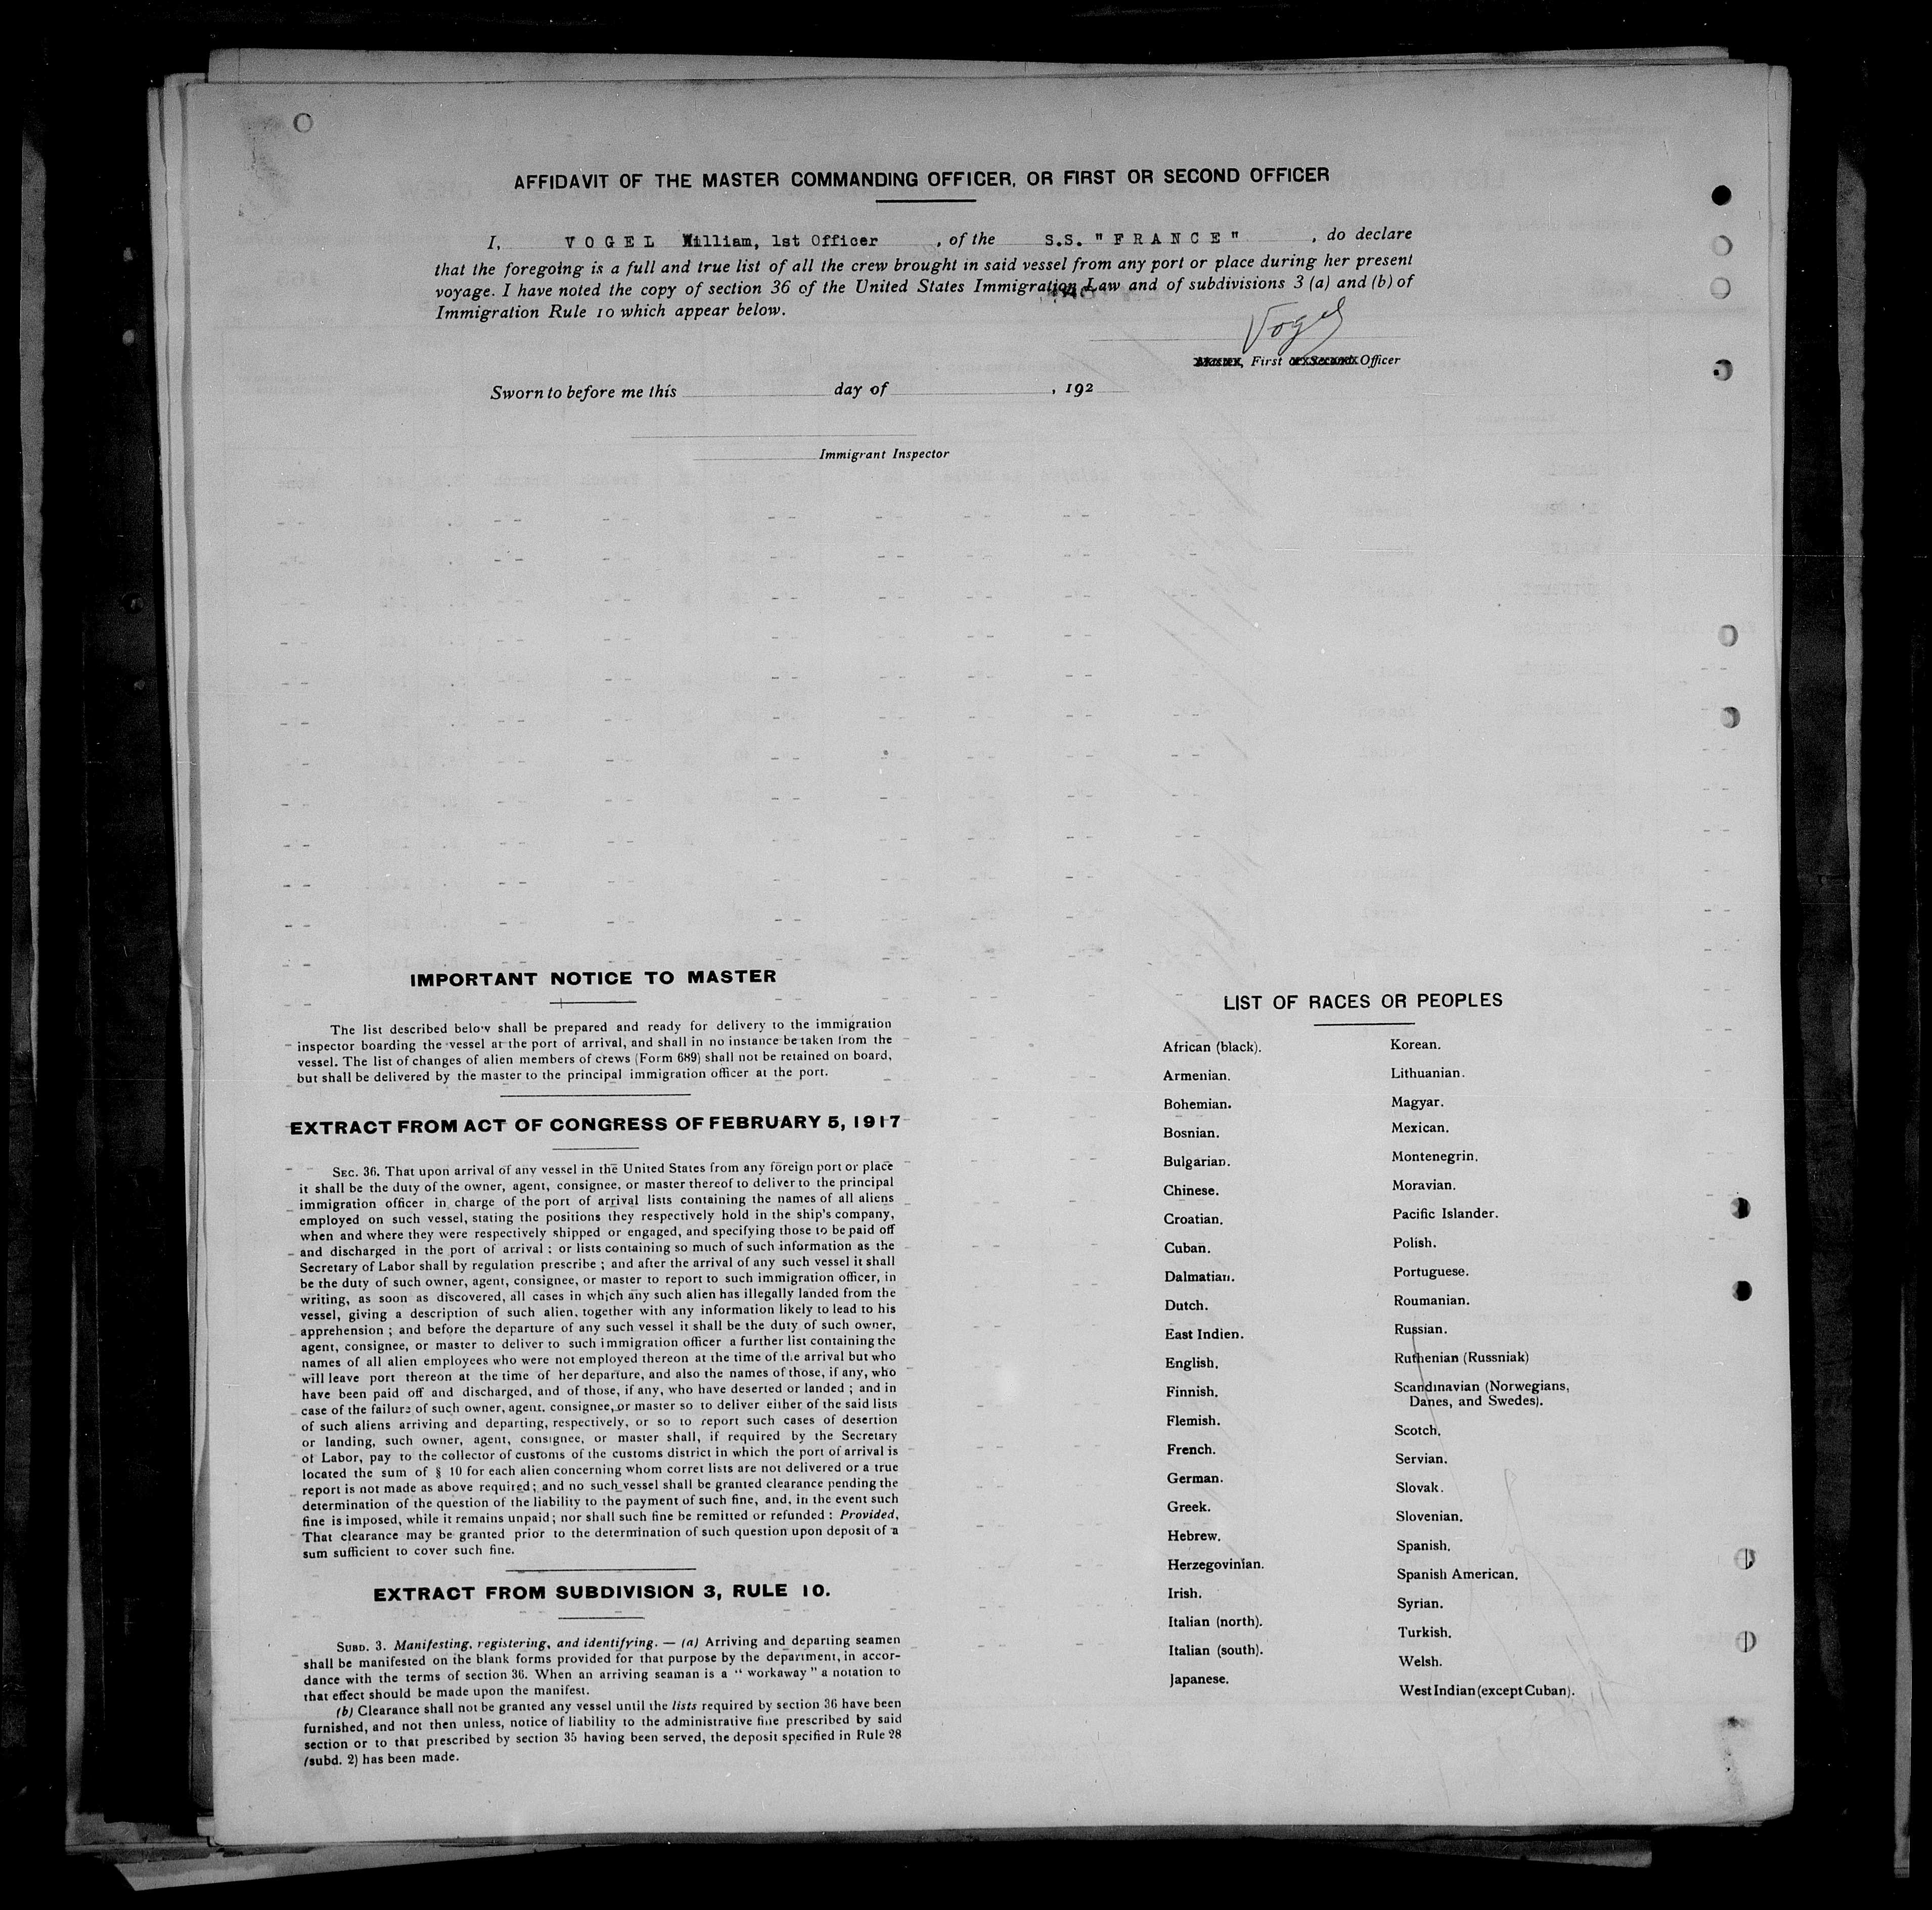 AFFIDAVIT OF THE MASTER COMMANDING OFFICER, OR FIRST OR SECOND OFFICER
I, VOGEL William, 1st Officer , of the S.S. "FRANCE" , do declare
that the foregoing is a full and true list of all the crew brought in said vessel from any port or place during her present
voyage. I have noted the copy of section 36 of the United States Immigration Law and of subdivisions 3 (a) and (b) of
Immigration Rule 10 which appear below.
Vogel
First Officer
Sworn to before me this day of , 192
Immigrant Inspector
IMPORTANT NOTICE TO MASTER
The list described below shall be prepared and ready for delivery to the immigration
inspector boarding the vessel at the port of arrival, and shall in no instance be taken from the
vessel. The list of changes of alien members of crews (Form 689) shall not be retained on board,
but shall be delivered by the master to the principal immigration officer at the port.
EXTRACT FROM ACT OF CONGRESS OF FEBRUARY 5, 1917
SEC. 36. That upon arrival of any vessel in the United States from any foreign port or place
it shall be the duty of the owner, agent, consignee, or master thereof to deliver to the principal
immigration officer in charge of the port of arrival lists containing the names of all aliens
employed on such vessel, stating the positions they respectively hold in the ship's company,
when and where they were respectively shipped or engaged, and specifying those to be paid off
and discharged in the port of arrival ; or lists containing so much of such information as the
Secretary of Labor shall by regulation prescribe ; and after the arrival of any such vessel it shall
be the duty of such owner, agent, consignee, or master to report to such immigration officer, in
writing, as soon as discovered, all cases in which any such alien has illegally landed from the
vessel, giving a description of such alien, together with any information likely to lead to his
apprehension ; and before the departure of any such vessel it shall be the duty of such owner,
agent, consignee, or master to deliver to such immigration officer a further list containing the
names of all alien employees who were not employed thereon at the time of the arrival but who
will leave port thereon at the time of her departure, and also the names of those, if any, who
have been paid off and discharged, and of those, if any, who have deserted or landed ; and in
case of the failure of such owner, agent, consignee, or master so to deliver either of the said lists
of such aliens arriving and departing, respectively, or so to report such cases of desertion
or landing, such owner, agent, consignee, or master shall, if required by the Secretary
of Labor, pay to the collector of customs of the customs district in which the port of arrival is
located the sum of § 10 for each alien concerning whom corret lists are not delivered or a true
report is not made as above required ; and no such vessel shall be granted clearance pending the
determination of the question of the liability to the payment of such fine, and, in the event such
fine is imposed, while it remains unpaid ; nor shall such fine be remitted or refunded : Provided,
That clearance may be granted prior to the determination of such question upon deposit of a
sum sufficient to cover such fine.
EXTRACT FROM SUBDIVISION 3, RULE 10.
SUBD. 3. Manifesting, registering, and identifying. — (a) Arriving and departing seamen
shall be manifested on the blank forms provided for that purpose by the department, in accor-
dance with the terms of section 36. When an arriving seaman is a " workaway " a notation to
that effect should be made upon the manifest.
(b) Clearance shall not be granted any vessel until the lists required by section 36 have been
furnished, and not then unless, notice of liability to the administrative fine prescribed by said
section or to that prescribed by section 35 having been served, the deposit specified in Rule 28
(subd. 2) has been made.
LIST OF RACES OR PEOPLES
African (black).
Armenian.
Bohemian.
Bosnian.
Bulgarian.
Chinese.
Croatian.
Cuban.
Dalmatian.
Dutch.
East Indien.
English.
Finnish.
Flemish.
French.
German.
Greek.
Hebrew.
Herzegovinian.
Irish.
Italian (north).
Italian (south).
Japanese.
Korean.
Lithuanian.
Magyar.
Mexican.
Montenegrin.
Moravian.
Pacific Islander.
Polish.
Portuguese.
Roumanian.
Russian.
Ruthenian (Russniak)
Scandinavian (Norwegians,
Danes, and Swedes).
Scotch.
Servian.
Slovak.
Slovenian.
Spanish.
Spanish American.
Syrian.
Turkish.
Welsh.
West Indian (except Cuban).